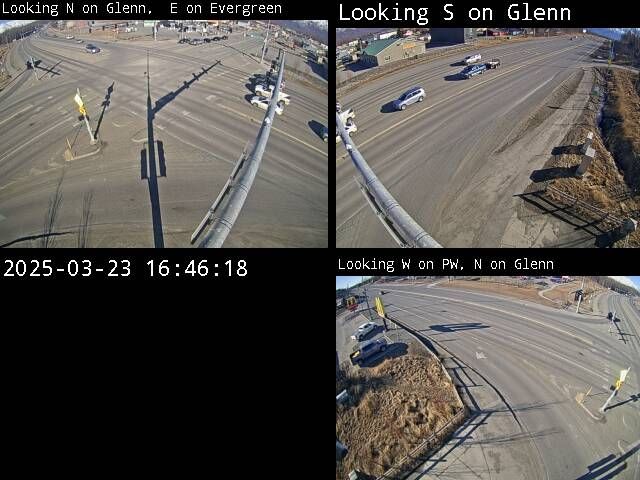 Looking N on Glenn,  E on Evergreen
Looking S on Glenn
2025-03-23 16:46:18
Looking W on PW, N on Glenn